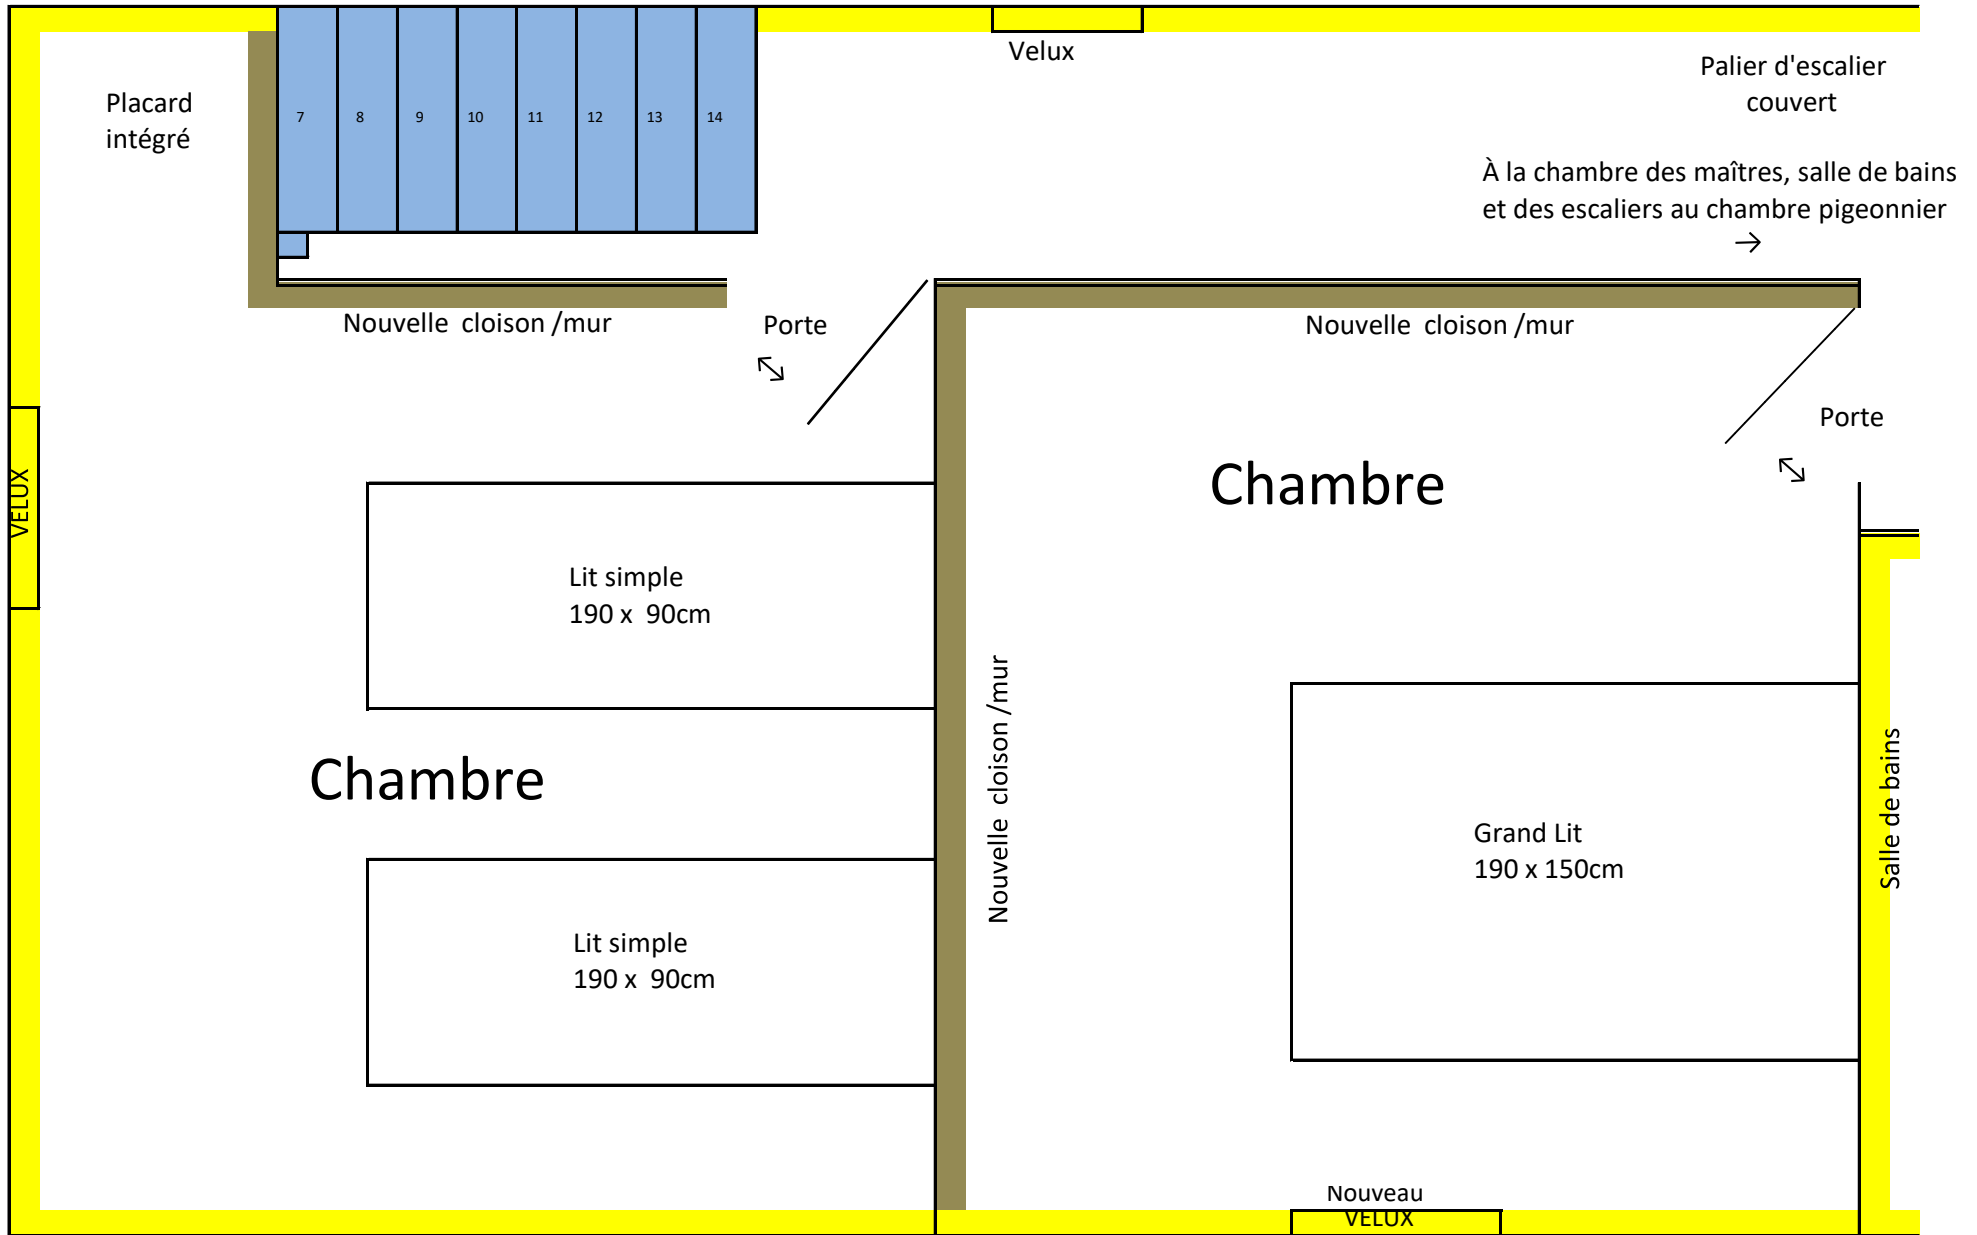 Velux
Palier d'escalier
couvert
Placard
intégré
7 8 9 10 11 12 13 14
À la chambre des maîtres, salle de bains
et des escaliers au chambre pigeonnier
→
Nouvelle cloison /mur
Porte
Nouvelle cloison /mur
Porte
VELUX
Chambre
Lit simple
190 x 90cm
Nouvelle cloison /mur
Chambre
Grand Lit
190 x 150cm
Salle de bains
Lit simple
190 x 90cm
Nouveau
VELUX